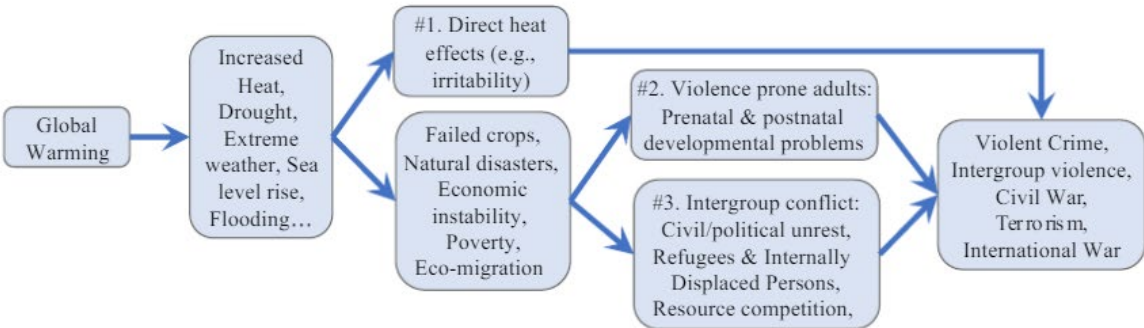 Global
Warming
Increased
Heat,
Drought,
Extreme
weather, Sea
level rise,
Flooding…
#1. Direct heat
effects (e.g.,
irritability)
Failed crops,
Natural disasters,
Economic
instability,
Poverty,
Eco-migration
#2. Violence prone adults:
Prenatal & postnatal
developmental problems
#3. Intergroup conflict:
Civil/political unrest,
Refugees & Internally
Displaced Persons,
Resource competition,
Violent Crime,
Intergroup violence,
Civil War,
Terrorism,
International War